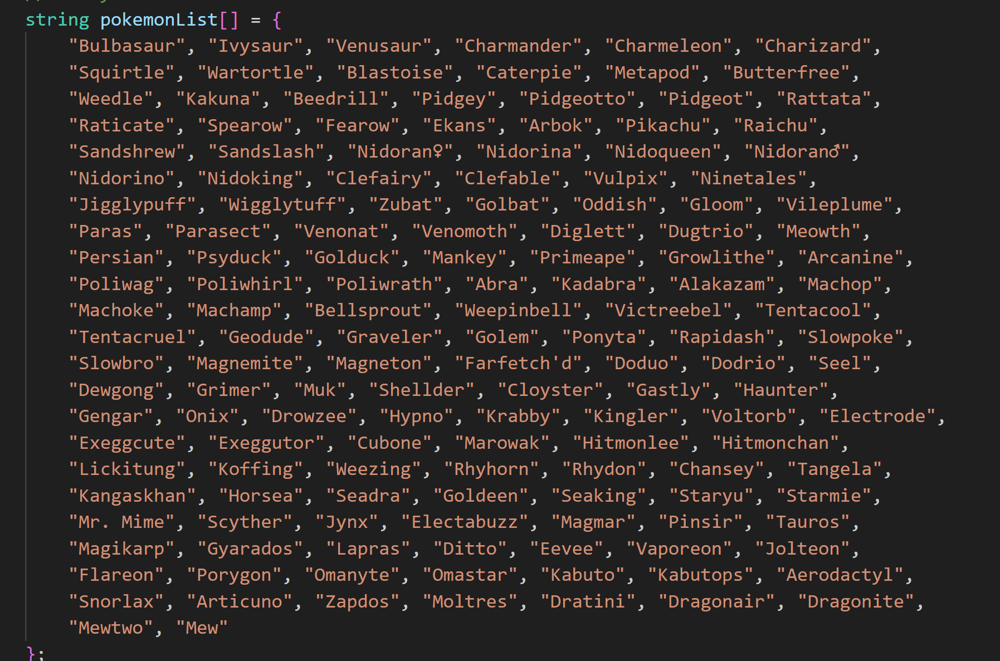 string pokemonList[] = {
"Bulbasaur", "Ivysaur", "Venusaur", "Charmander", "Charmeleon", "Charizard",
"Squirtle", "Wartortle", "Blastoise", "Caterpie", "Metapod", "Butterfree",
"Weedle", "Kakuna", "Beedrill", "Pidgey", "Pidgeotto", "Pidgeot", "Rattata",
"Raticate", "Spearow", "Fearow", "Ekans", "Arbok", "Pikachu", "Raichu",
"Sandshrew", "Sandslash", "Nidoran♀", "Nidorina", "Nidoqueen", "Nidoran♂",
"Nidorino", "Nidoking", "Clefairy", "Clefable", "Vulpix", "Ninetales",
"Jigglypuff", "Wigglytuff", "Zubat", "Golbat", "Oddish", "Gloom", "Vileplume",
"Paras", "Parasect", "Venonat", "Venomoth", "Diglett", "Dugtrio", "Meowth",
"Persian", "Psyduck", "Golduck", "Mankey", "Primeape", "Growlithe", "Arcanine",
"Poliwag", "Poliwhirl", "Poliwrath", "Abra", "Kadabra", "Alakazam", "Machop",
"Machoke", "Machamp", "Bellsprout", "Weepinbell", "Victreebel", "Tentacool",
"Tentacruel", "Geodude", "Graveler", "Golem", "Ponyta", "Rapidash", "Slowpoke",
"Slowbro", "Magnemite", "Magneton", "Farfetch'd", "Doduo", "Dodrio", "Seel",
"Dewgong", "Grimer", "Muk", "Shellder", "Cloyster", "Gastly", "Haunter",
"Gengar", "Onix", "Drowzee", "Hypno", "Krabby", "Kingler", "Voltorb", "Electrode",
"Exeggcute", "Exeggutor", "Cubone", "Marowak", "Hitmonlee", "Hitmonchan",
"Lickitung", "Koffing", "Weezing", "Rhyhorn", "Rhydon", "Chansey", "Tangela",
"Kangaskhan", "Horsea", "Seadra", "Goldeen", "Seaking", "Staryu", "Starmie",
"Mr. Mime", "Scyther", "Jynx", "Electabuzz", "Magmar", "Pinsir", "Tauros",
"Magikarp", "Gyarados", "Lapras", "Ditto", "Eevee", "Vaporeon", "Jolteon",
"Flareon", "Porygon", "Omanyte", "Omastar", "Kabuto", "Kabutops", "Aerodactyl",
"Snorlax", "Articuno", "Zapdos", "Moltres", "Dratini", "Dragonair", "Dragonite",
"Mewtwo", "Mew"
};